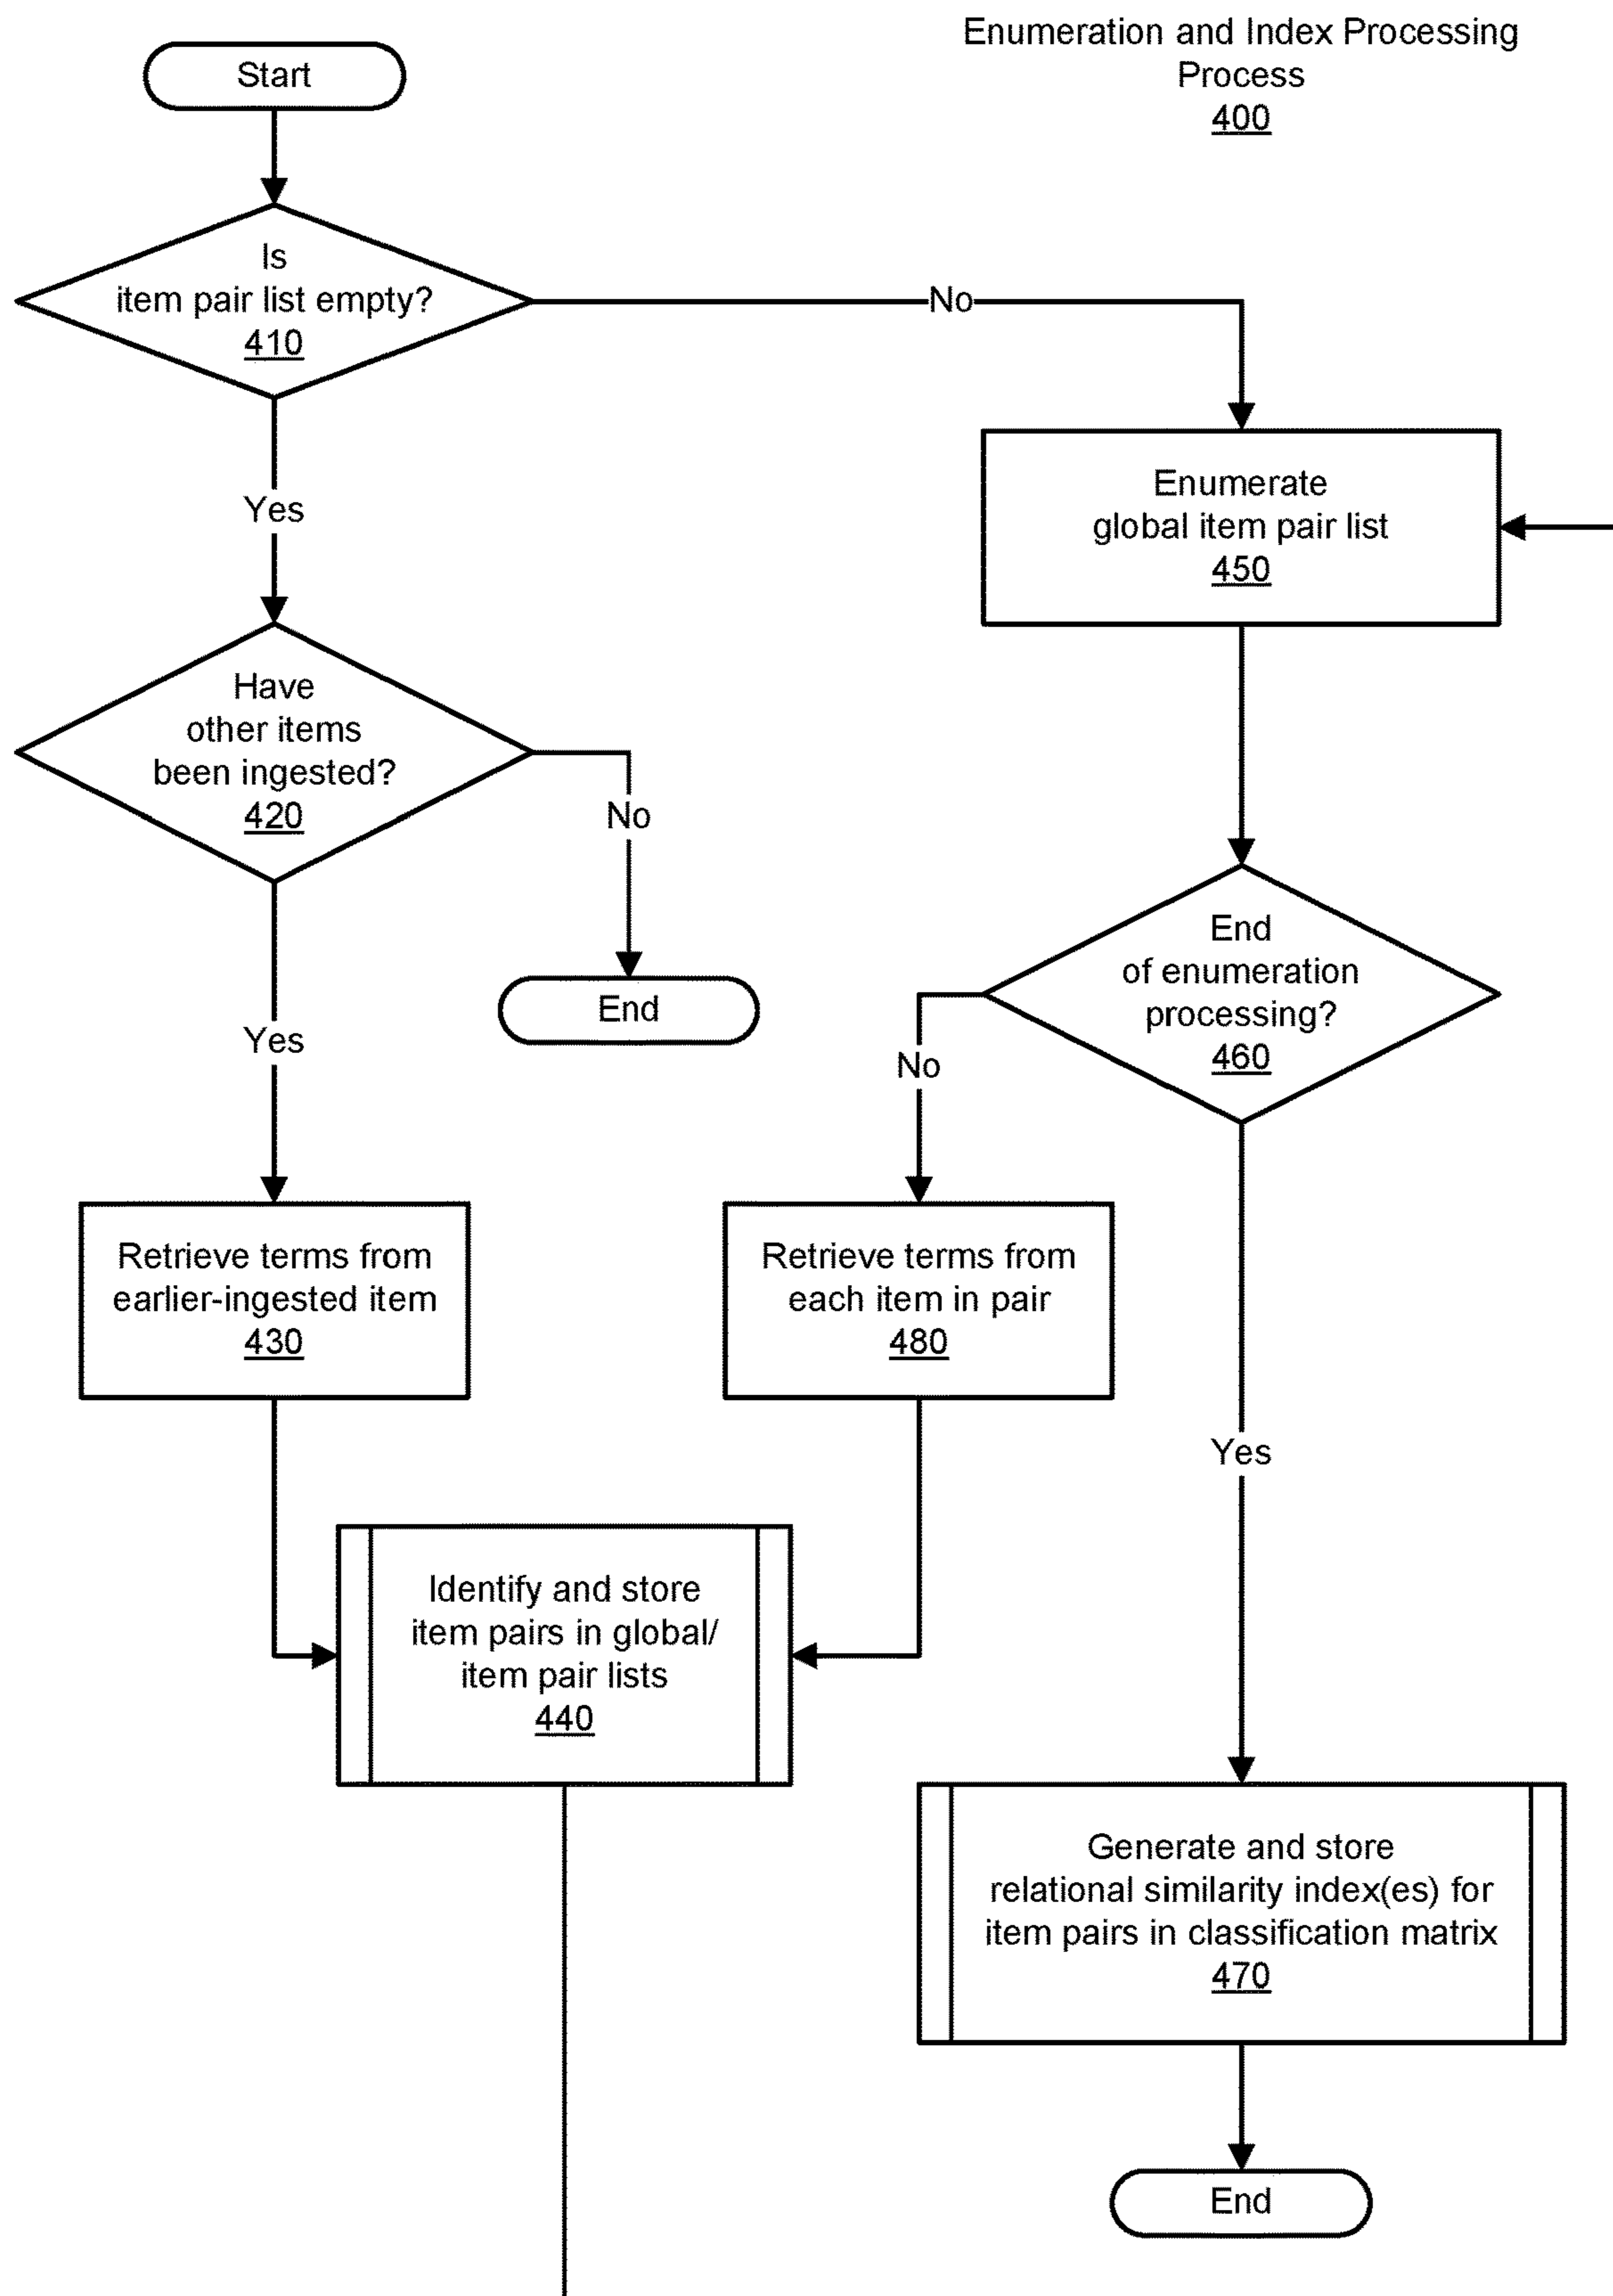 Enumeration and Index Processing
Process
400
Start
Is
item pair list empty?
410
No
Yes
Enumerate
global item pair list
450
Have
other items
been ingested?
420
No
End
Yes
End
of enumeration
processing?
460
No
Yes
Retrieve terms from
earlier-ingested item
430
Retrieve terms from
each item in pair
480
Identify and store
item pairs in global/
item pair lists
440
Generate and store
relational similarity index(es) for
item pairs in classification matrix
470
End